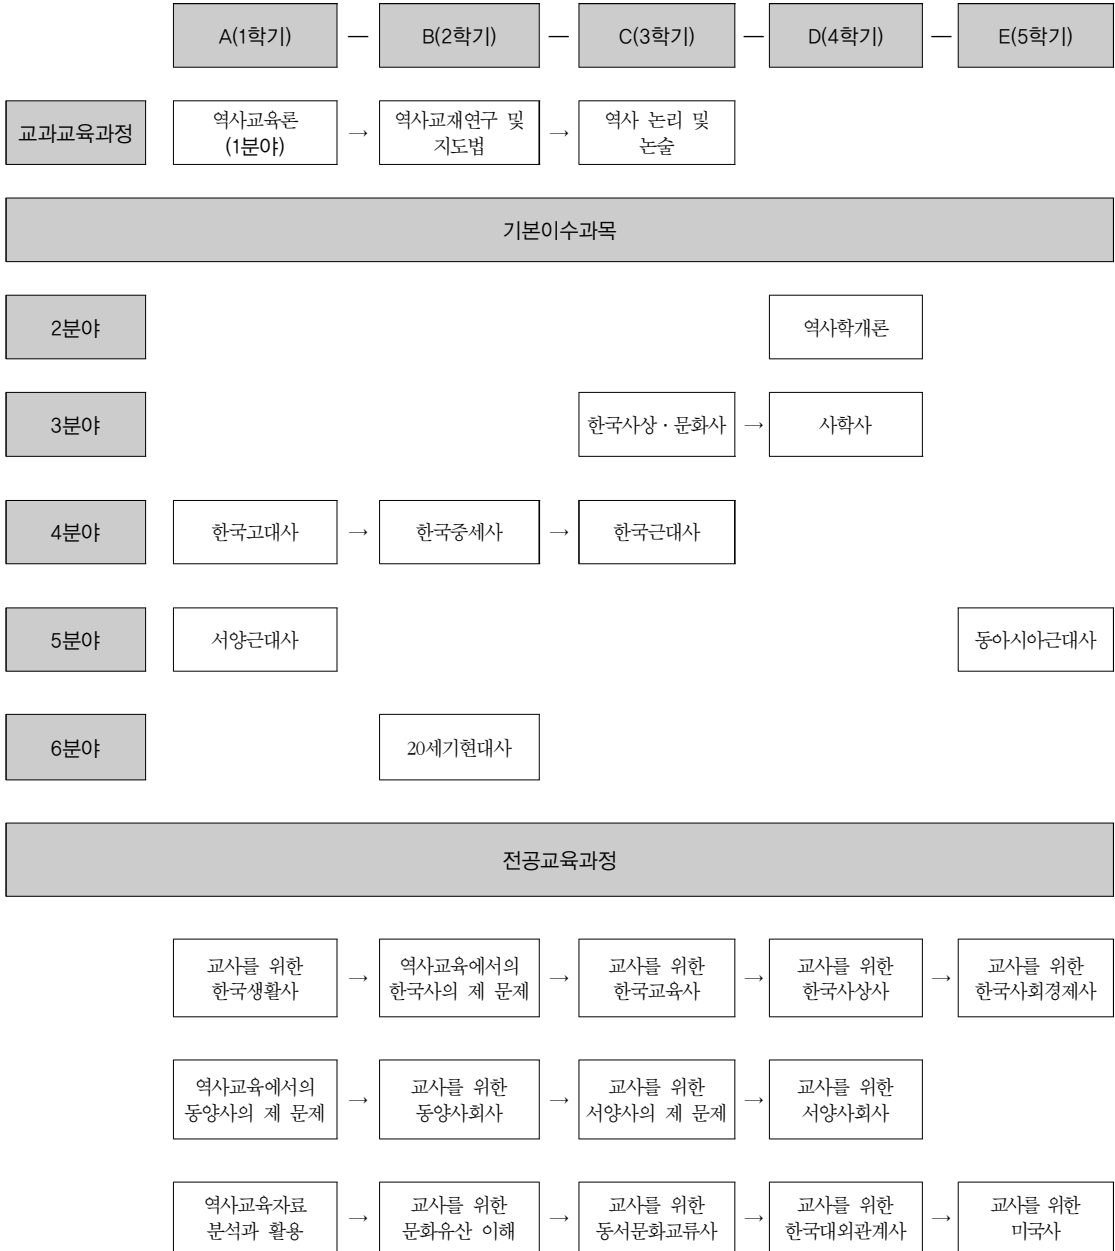 A(1학기) — B(2학기) — C(3학기) — D(4학기) — E(5학기)
교과교육과정
역사교육론
(1분야)
→
역사교재연구 및
지도법
→
역사 논리 및
논술
기본이수과목
2분야
역사학개론
3분야
한국사상·문화사 → 사학사
4분야
한국고대사 → 한국중세사 → 한국근대사
5분야
서양근대사
동아시아근대사
6분야
20세기현대사
전공교육과정
교사를 위한
한국생활사
→
역사교육에서의
한국사의 제 문제
→
교사를 위한
한국교육사
→
교사를 위한
한국사상사
→
교사를 위한
한국사회경제사
역사교육에서의
동양사의 제 문제
→
교사를 위한
동양사회사
→
교사를 위한
서양사의 제 문제
→
교사를 위한
서양사회사
역사교육자료
분석과 활용
→
교사를 위한
문화유산 이해
→
교사를 위한
동서문화교류사
→
교사를 위한
한국대외관계사
→
교사를 위한
미국사